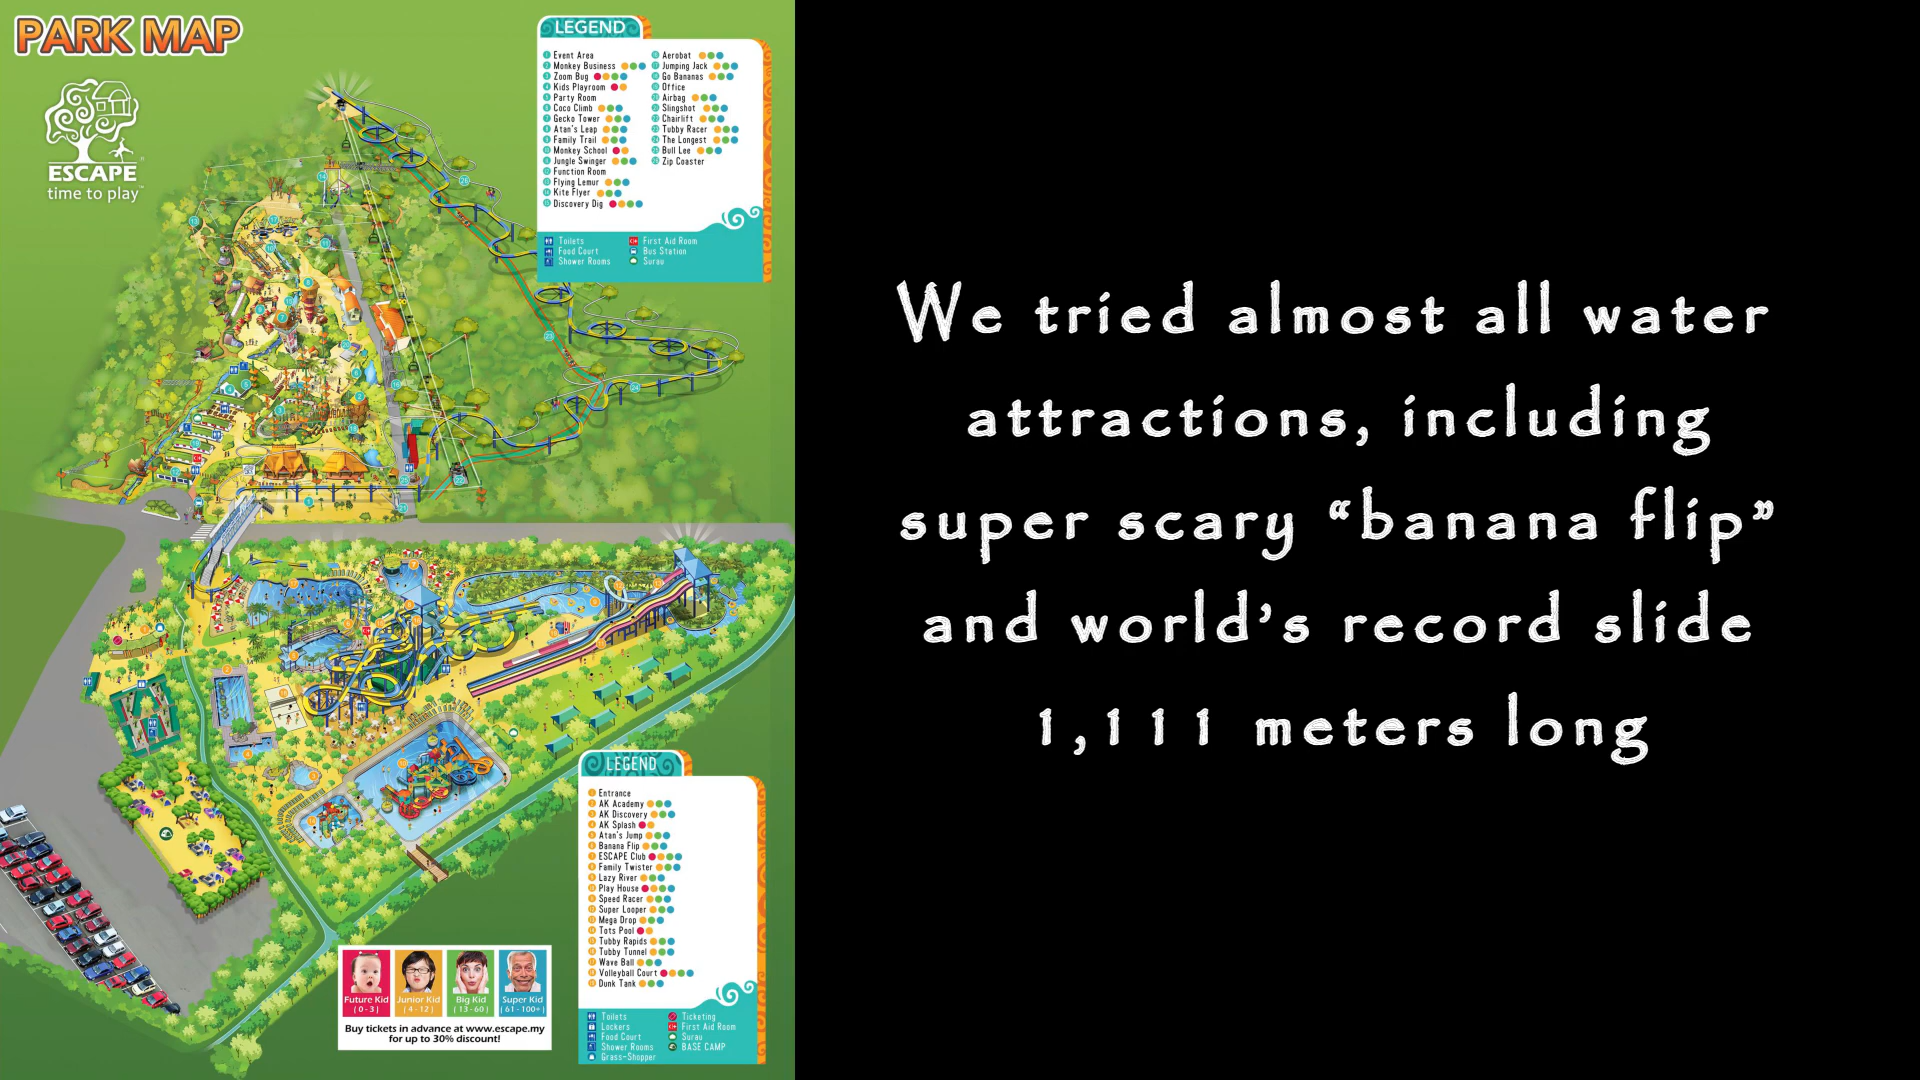 PARK MAP
ESCAPE
time to play
LEGEND
Event Area
Monkey Business
Zoom Bug
Kids Playroom
Party Room
Coco Climb
Gecko Tower
Atan's Leap
Family Trail
Monkey School
Jungle Swinger
Function Room
Flying Lemur
Kite Flyer
Discovery Dig
Aerobat
Jumping Jack
Go Bananas
Office
Airbag
Slingshot
Chairlift
Tubby Racer
The Longest
Bull Lee
Zip Coaster
Toilets
Food Court
Shower Rooms
First Aid Room
Bus Station
Surau
We tried almost all water
attractions, including
super scary “banana flip”
and world’s record slide
1,111 meters long
LEGEND
Entrance
AK Academy
AK Discovery
AK Splash
Atan's Jump
Banana Flip
ESCAPE Club
Family Twister
Lazy River
Play House
Speed Racer
Super Looper
Mega Drop
Tots Pool
Tubby Rapids
Tubby Tunnel
Wave Ball
Volleyball Court
Dunk Tank
Toilets
Lockers
Food Court
Shower Rooms
Grass-Shopper
Ticketing
First Aid Room
Surau
BASE CAMP
Future Kid
( 0 - 3 )
Junior Kid
( 4 - 12 )
Big Kid
( 13 - 60 )
Super Kid
( 61 - 100+ )
Buy tickets in advance at www.escape.my
for up to 30% discount!